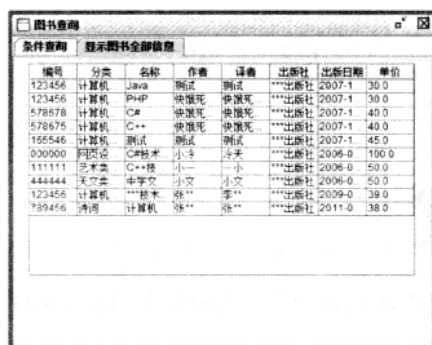 图书查询
条件查询 显示图书全部信息
编号 分类 名称 作者 译者 出版社 出版日期 单价
123456 计算机 Java 测试 测试 ***出版社 2007-1... 30.0
123456 计算机 PHP 快饿死... 快饿死... ***出版社 2007-1... 30.0
578678 计算机 C# 快饿死... 快饿死... ***出版社 2007-1... 40.0
578675 计算机 C++ 快饿死... 快饿死... ***出版社 2007-1... 40.0
165546 计算机 测试 测试 测试 ***出版社 2007-1... 45.0
000000 网页设... C#技术... 小冷 冷天 ***出版社 2006-0... 100.0
111111 艺术类 C++核... 小一 一小 ***出版社 2006-0... 50.0
444444 天文类 中学文 小文 小文 ***出版社 2006-0... 50.0
123456 计算机 ***技术... 张** 李** ***出版社 2009-0... 39.0
789456 诗词 计算机 张** 张** ***出版社 2011-0... 38.0